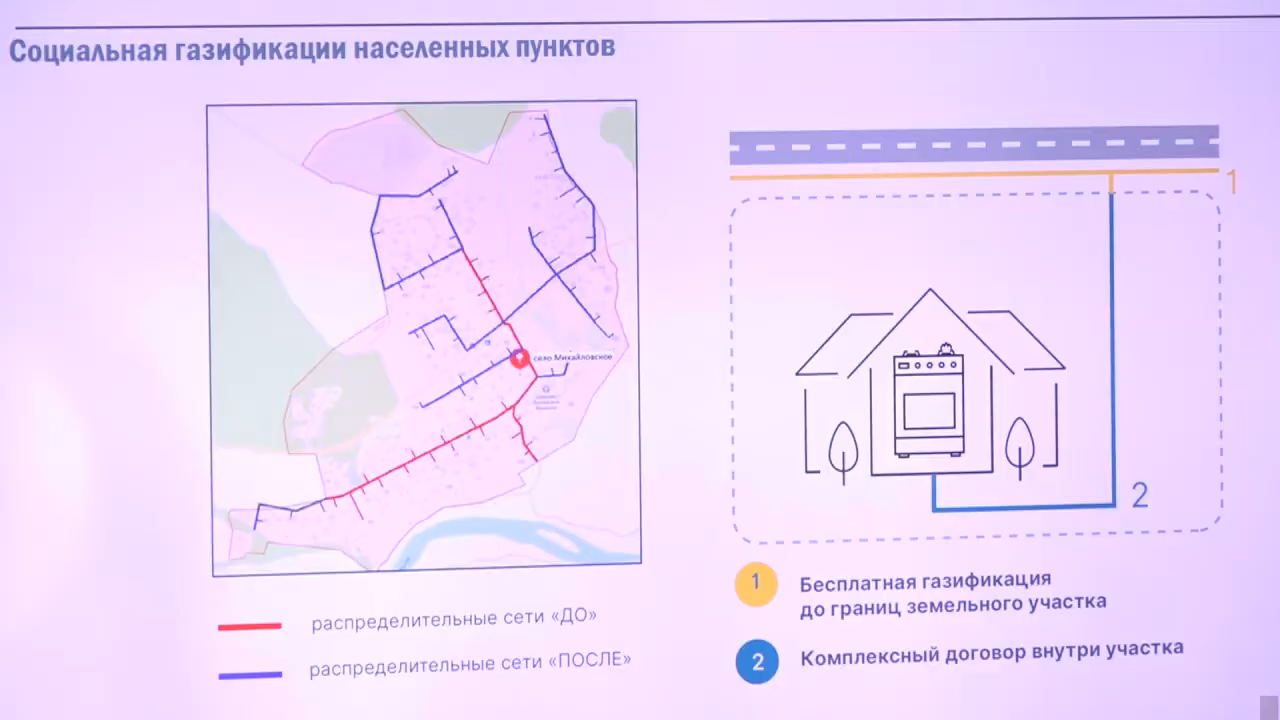 Социальная газификации населенных пунктов
1
село Михайловское
2
1
Бесплатная газификация
до границ земельного участка
2
Комплексный договор внутри участка
распределительные сети «ДО»
распределительные сети «ПОСЛЕ»